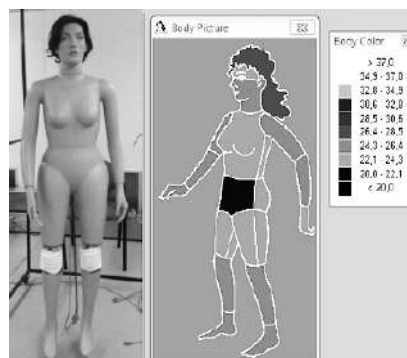 Body Picture
Body Color
> 37,0
34,9 - 37,0
32,8 - 34,9
30,6 - 32,8
28,5 - 30,6
26,4 - 28,5
24,3 - 26,4
22,1 - 24,3
20,0 - 22,1
< 20,0